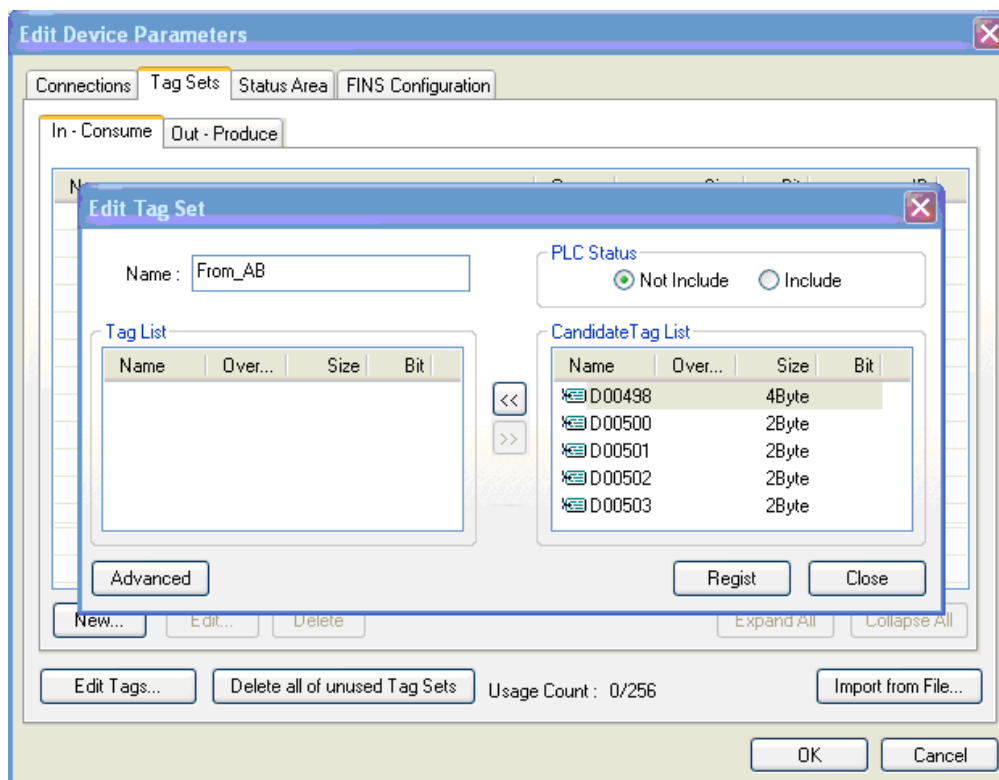 Edit Device Parameters
Connections Tag Sets Status Area FINS Configuration
In - Consume Out - Produce
Edit Tag Set
Name : From_AB
PLC Status
Not Include Include
Tag List
Name Over... Size Bit
<<
>>
CandidateTag List
Name Over... Size Bit
D00498 4Byte
D00500 2Byte
D00501 2Byte
D00502 2Byte
D00503 2Byte
Advanced Regist Close
New... Edit... Delete Expand All Collapse All
Edit Tags... Delete all of unused Tag Sets Usage Count : 0/256 Import from File...
OK Cancel